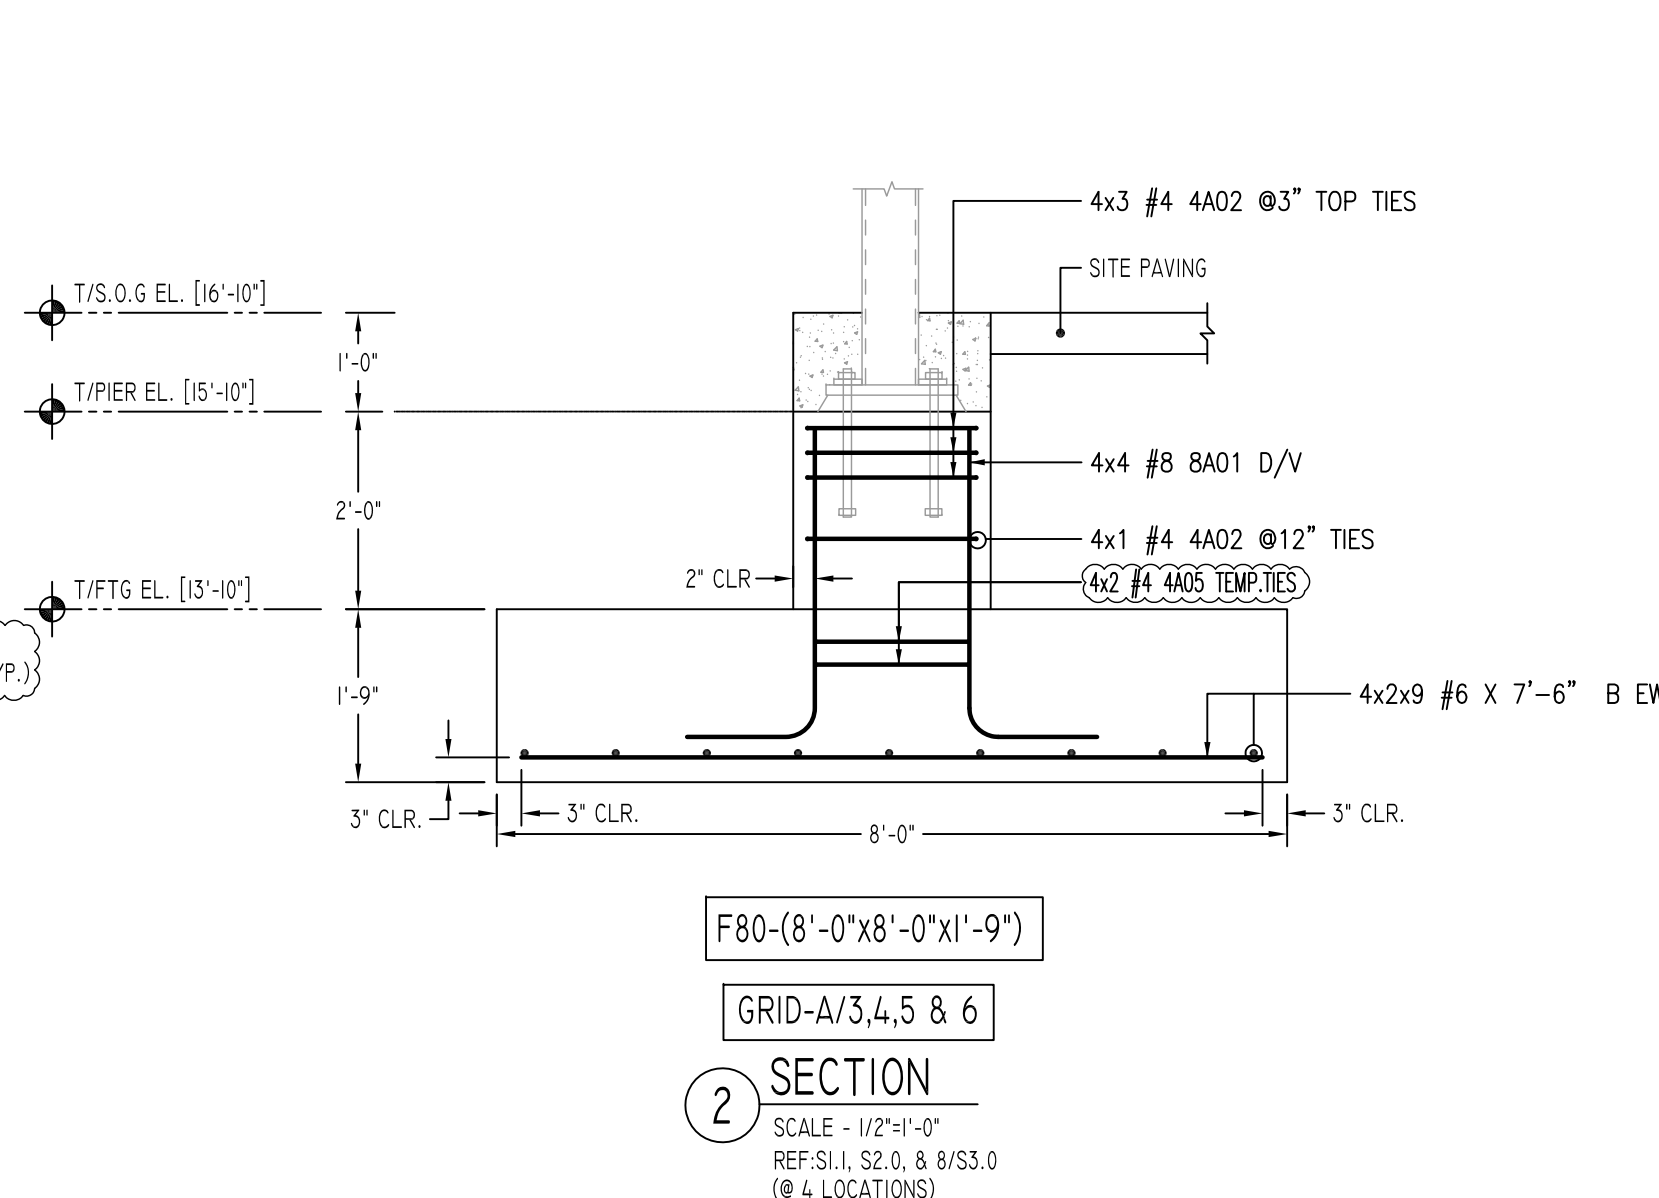 4x3 #4 4A02 @3” TOP TIES
SITE PAVING
T/S.O.G EL. [16'-10"]
1'-0"
T/PIER EL. [15'-10"]
4x4 #8 8A01 D/V
2'-0"
4x1 #4 4A02 @12” TIES
2" CLR
4x2 #4 4A05 TEMP.TIES
T/FTG EL. [13'-10"]
P.)
1'-9"
4x2x9 #6 X 7’-6” B EW
3" CLR.
3" CLR.
3" CLR.
8'-0"
F80-(8'-0"x8'-0"x1'-9")
GRID-A/3,4,5 & 6
2
SECTION
SCALE - 1/2"=1'-0"
REF:S1.1, S2.0, & 8/S3.0
(@ 4 LOCATIONS)